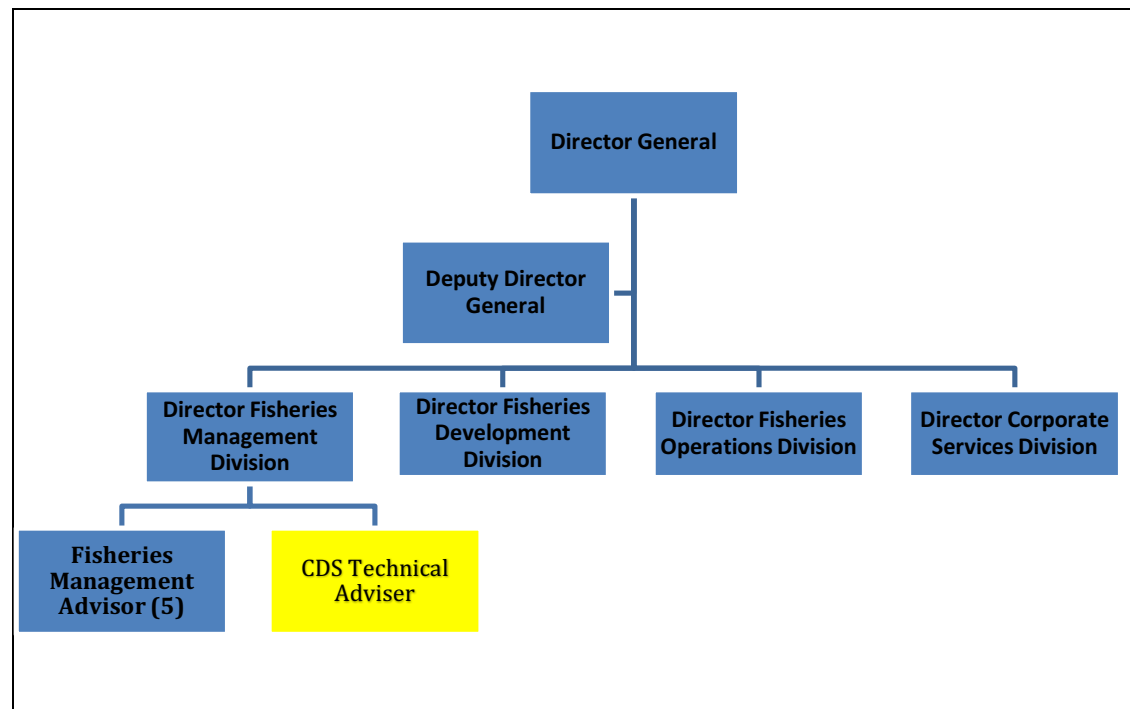 Director General
Deputy Director
General
Director Fisheries
Management
Division
Director Fisheries
Development
Division
Director Fisheries
Operations Division
Director Corporate
Services Division
Fisheries
Management
Advisor (5)
CDS Technical
Adviser